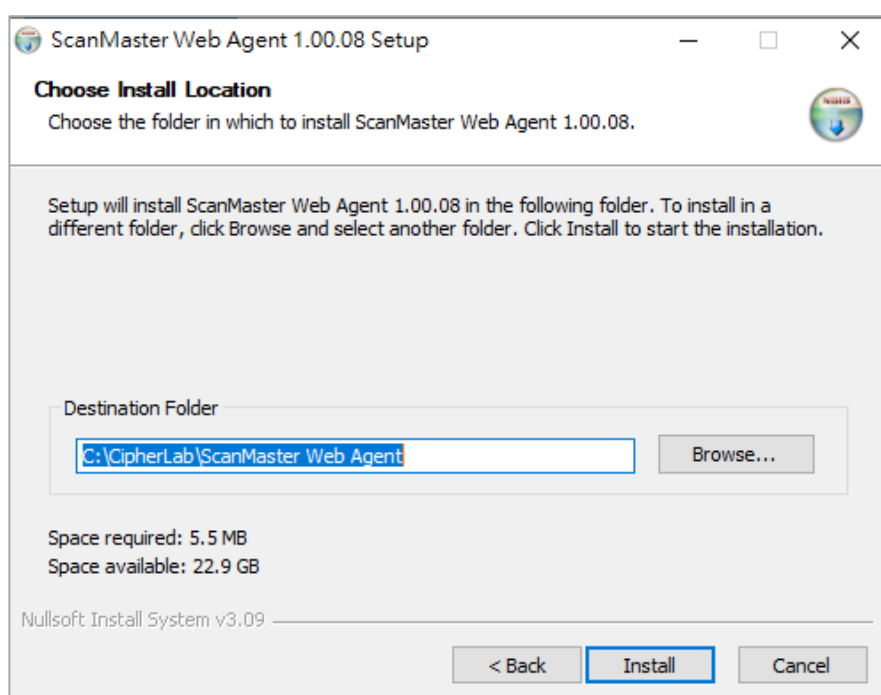 ScanMaster Web Agent 1.00.08 Setup
Choose Install Location
Choose the folder in which to install ScanMaster Web Agent 1.00.08.
Setup will install ScanMaster Web Agent 1.00.08 in the following folder. To install in a
different folder, click Browse and select another folder. Click Install to start the installation.
Destination Folder
C:\CipherLab\ScanMaster Web Agent
Browse...
Space required: 5.5 MB
Space available: 22.9 GB
Nullsoft Install System v3.09
< Back
Install
Cancel